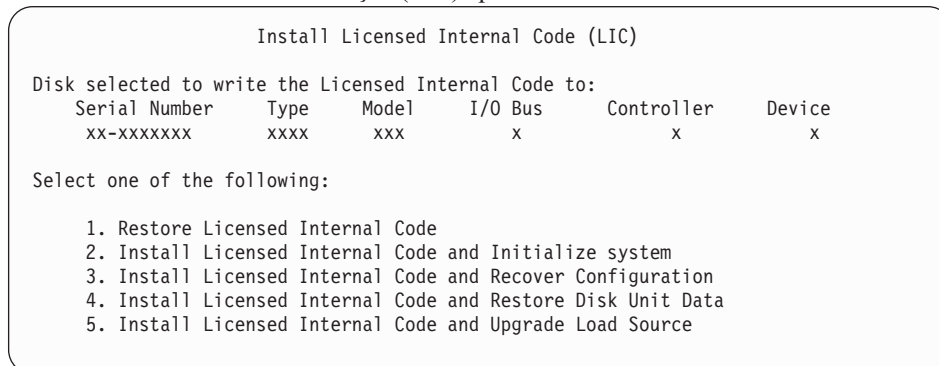 Install Licensed Internal Code (LIC)
Disk selected to write the Licensed Internal Code to:
Serial Number Type Model I/O Bus Controller Device
xx-xxxxxxx xxxx xxx x x x
Select one of the following:
1. Restore Licensed Internal Code
2. Install Licensed Internal Code and Initialize system
3. Install Licensed Internal Code and Recover Configuration
4. Install Licensed Internal Code and Restore Disk Unit Data
5. Install Licensed Internal Code and Upgrade Load Source